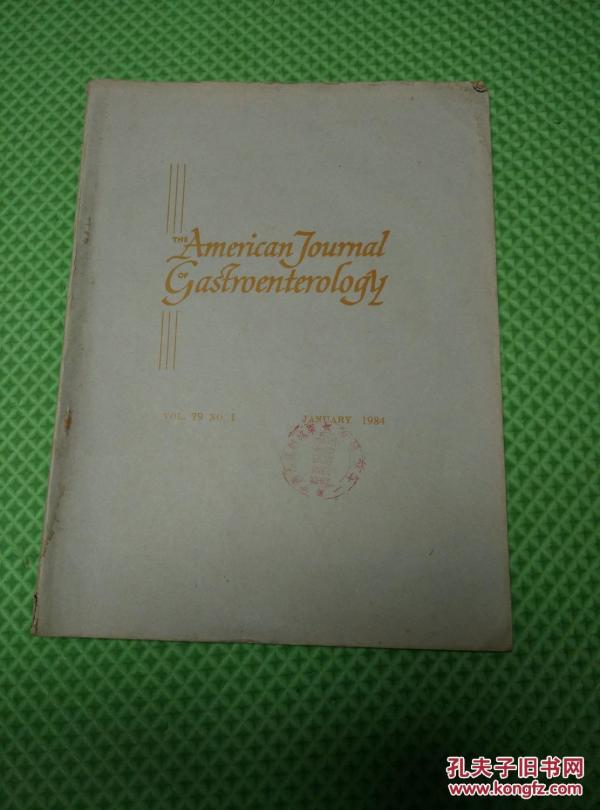 THE American Journal
OF Gastroenterology
VOL. 79 NO. 1 JANUARY 1984
孔夫子旧书网
www.kongfz.com